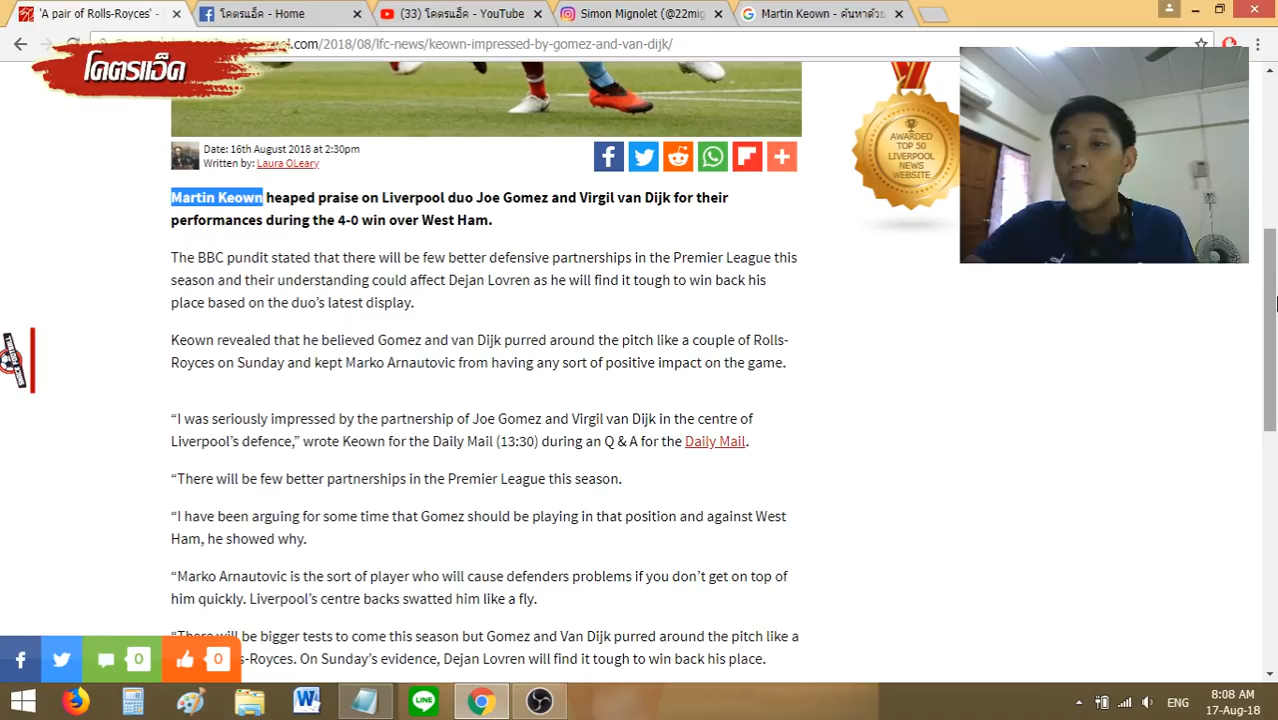 'A pair of Rolls-Royces' -
โคตรแอ็ค - Home
(33) โคตรแอ็ค - YouTube
Simon Mignolet (@22mig
Martin Keown - ค้นหาด้วย
.com/2018/08/lfc-news/keown-impressed-by-gomez-and-van-dijk/
โคตรแอ็ค
Date: 16th August 2018 at 2:30pm
Written by: Laura OLeary
AWARDED
TOP 50
LIVERPOOL
NEWS
WEBSITE
Martin Keown heaped praise on Liverpool duo Joe Gomez and Virgil van Dijk for their
performances during the 4-0 win over West Ham.
The BBC pundit stated that there will be few better defensive partnerships in the Premier League this
season and their understanding could affect Dejan Lovren as he will find it tough to win back his
place based on the duo's latest display.
Keown revealed that he believed Gomez and van Dijk purred around the pitch like a couple of Rolls-
Royces on Sunday and kept Marko Arnautovic from having any sort of positive impact on the game.
“I was seriously impressed by the partnership of Joe Gomez and Virgil van Dijk in the centre of
Liverpool's defence,” wrote Keown for the Daily Mail (13:30) during an Q & A for the Daily Mail.
“There will be few better partnerships in the Premier League this season.
“I have been arguing for some time that Gomez should be playing in that position and against West
Ham, he showed why.
“Marko Arnautovic is the sort of player who will cause defenders problems if you don't get on top of
him quickly. Liverpool's centre backs swatted him like a fly.
“There will be bigger tests to come this season but Gomez and Van Dijk purred around the pitch like a
s-Royces. On Sunday's evidence, Dejan Lovren will find it tough to win back his place.
0
0
ENG
8:08 AM
17-Aug-18